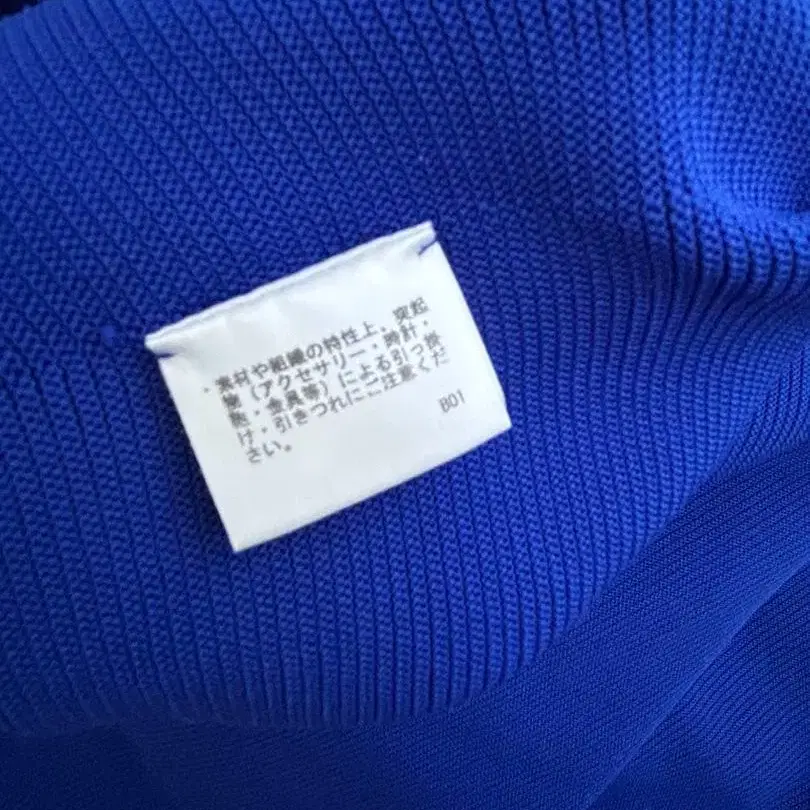 ・素材や組織の特性上、突起
物（アクセサリー・時計・
鞄・金具等）による引っ掛
け・引きつれにご注意くだ
さい。
B01